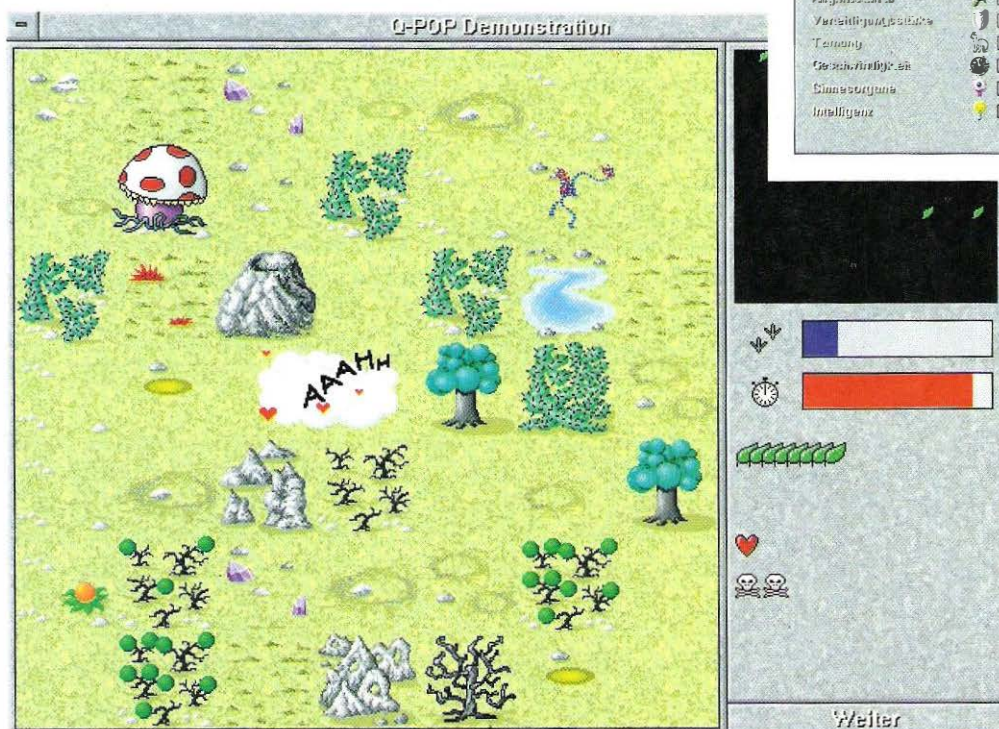 Q-POP Demonstration
Verteidigungsstärke
Tarnung
Geschwindigkeit
Sinnesorgane
Intelligenz
AAAHH
Weiter